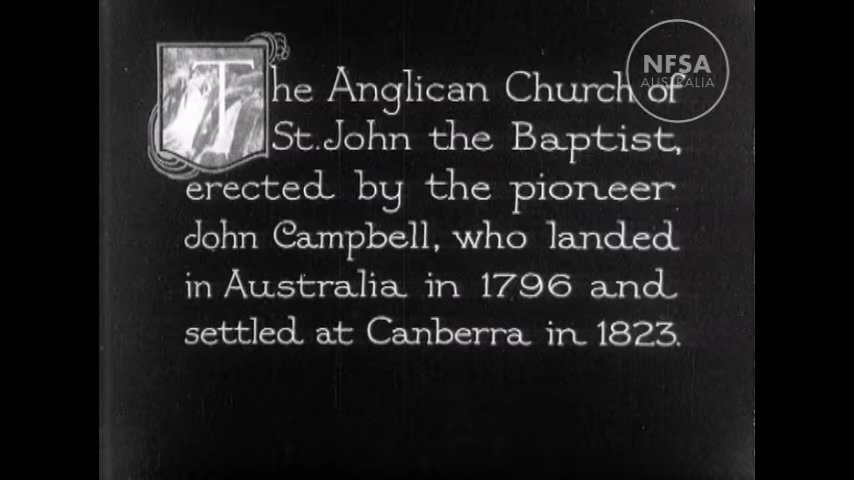 NFSA
AUSTRALIA
The Anglican Church of
St. John the Baptist,
erected by the pioneer
John Campbell, who landed
in Australia in 1796 and
settled at Canberra in 1823.